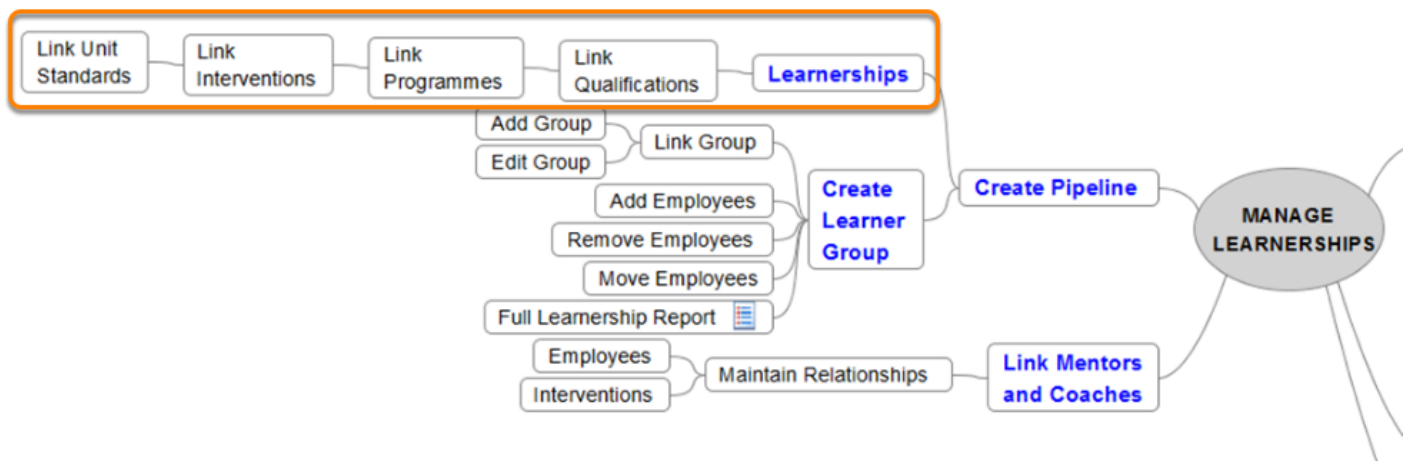 Link Unit
Standards
Link
Interventions
Link
Programmes
Link
Qualifications
Learnerships
Add Group
Edit Group
Link Group
Add Employees
Remove Employees
Move Employees
Full Learnership Report
Create
Learner
Group
Create Pipeline
MANAGE
LEARNERSHIPS
Employees
Interventions
Maintain Relationships
Link Mentors
and Coaches